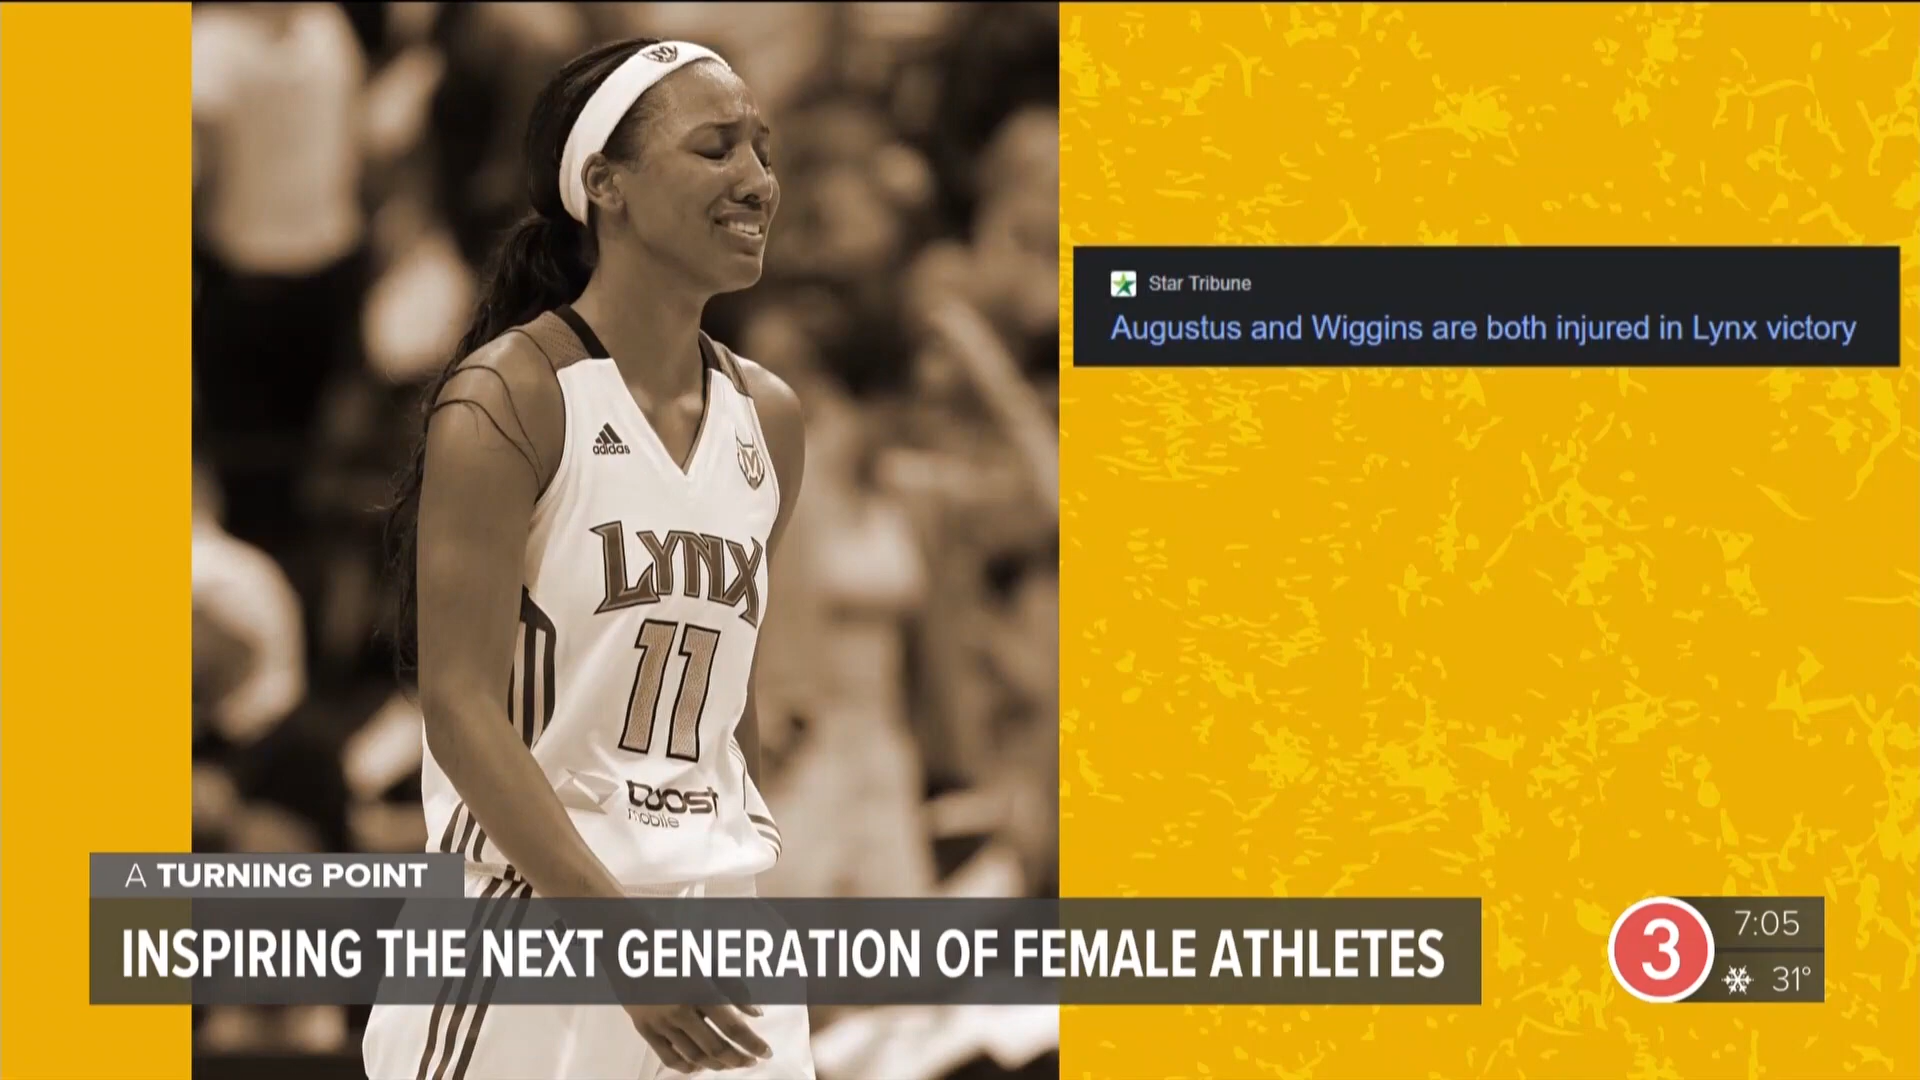 adidas
LYNX
11
boost
mobile
Star Tribune
Augustus and Wiggins are both injured in Lynx victory
A TURNING POINT
INSPIRING THE NEXT GENERATION OF FEMALE ATHLETES
3
7:05
31°